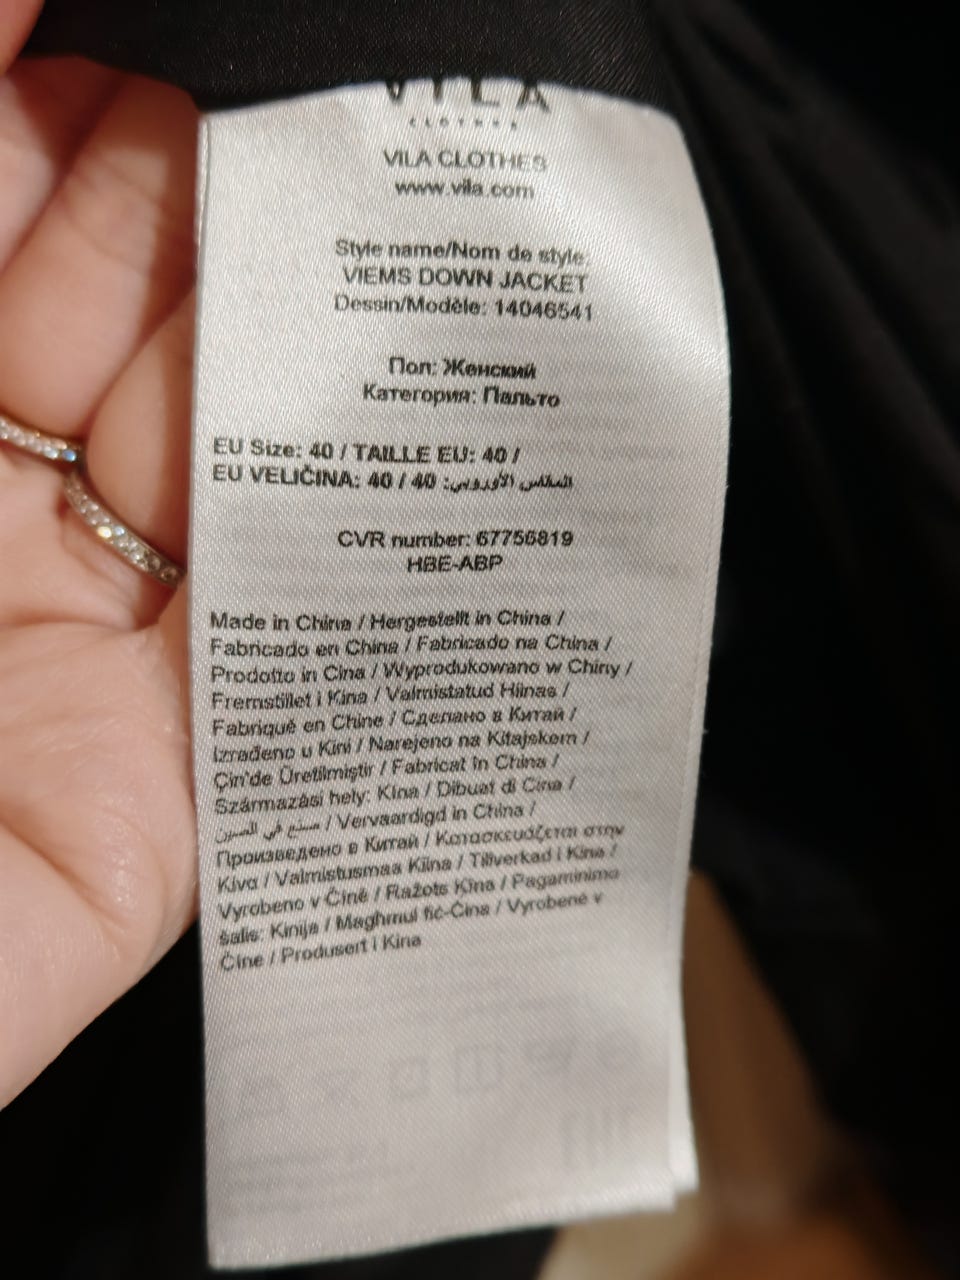 VILA
CLOTHES
VILA CLOTHES
www.vila.com
Style name/Nom de style:
VIEMS DOWN JACKET
Dessin/Modèle: 14046541
Пол: Женский
Категория: Пальто
EU Size: 40 / TAILLE EU: 40 /
EU VELIČINA: 40 / 40 :المقاس الأوروبي
CVR number: 67756819
HBE-ABP
Made in China / Hergestellt in China /
Fabricado en China / Fabricado na China /
Prodotto in Cina / Wyprodukowano w Chiny /
Fremstillet i Kina / Valmistatud Hiinas /
Fabriqué en Chine / Сделано в Китай /
Izrađeno u Kini / Narejeno na Kitajskem /
Çin'de Üretilmiştir / Fabricat în China /
Származási hely: Kína / Dibuat di Cina /
صنع في الصين / Vervaardigd in China /
Произведено в Китай / Κατασκευάζεται στην
Κίνα / Valmistusmaa Kiina / Tillverkad i Kina /
Vyrobeno v Číně / Ražots Ķīna / Pagaminimo
šalis: Kinija / Magħmul fiċ-Ċina / Vyrobené v
Číne / Produsert i Kina